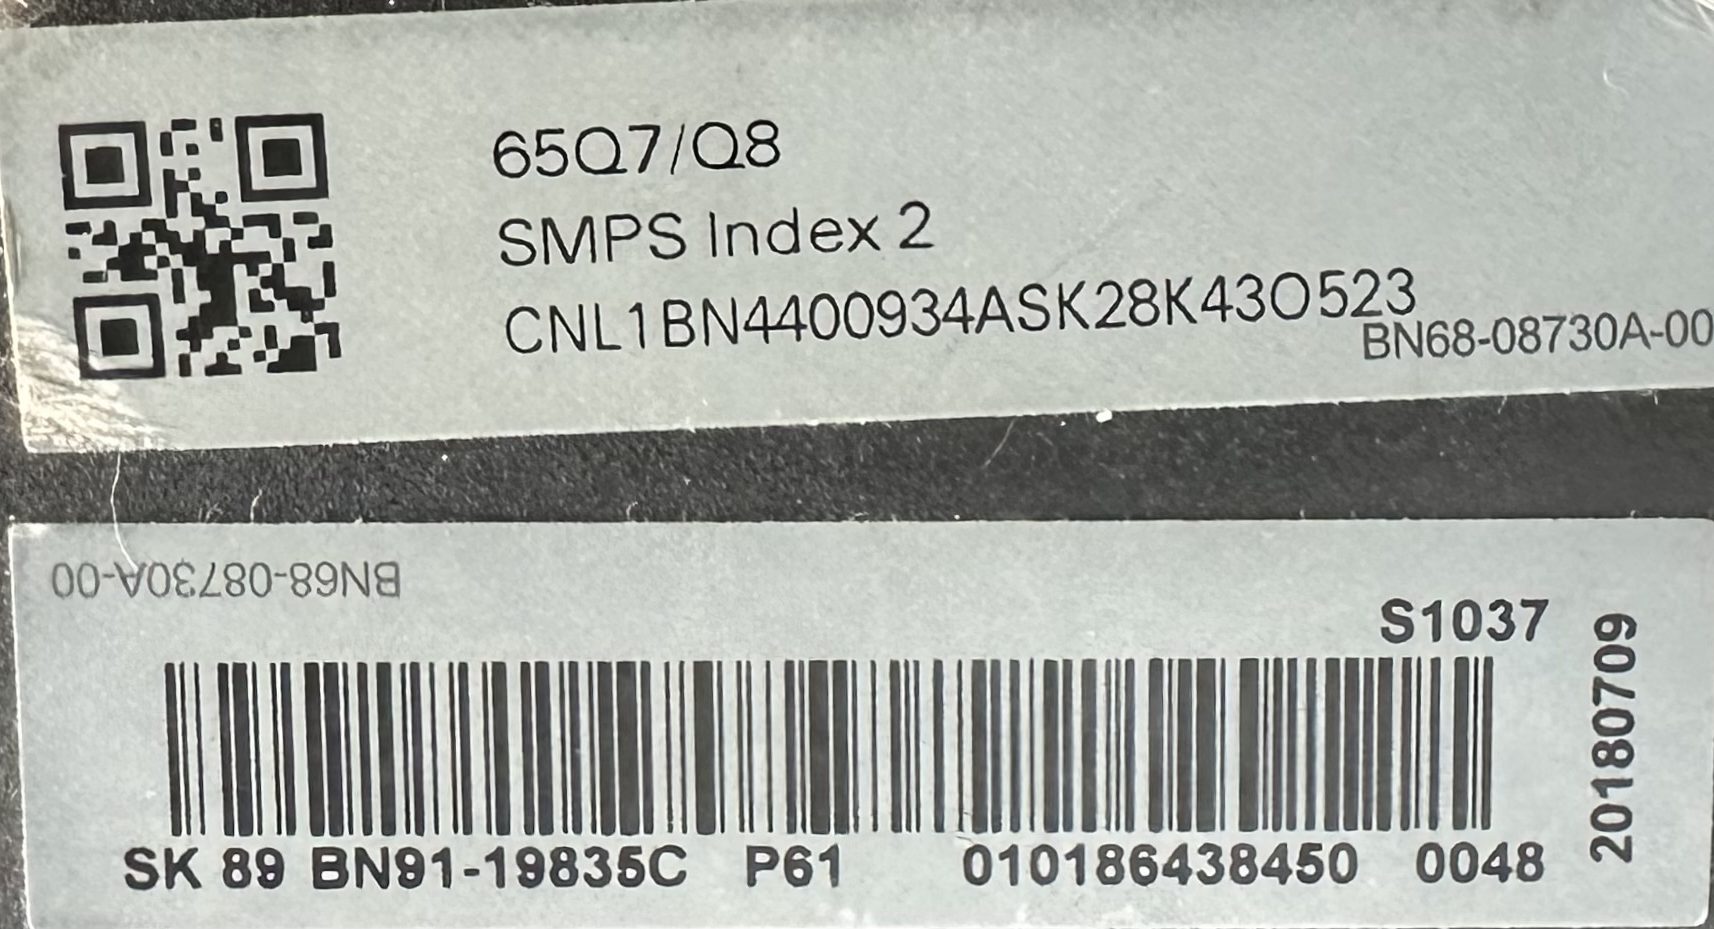 65Q7/Q8
SMPS Index 2
CNL1BN4400934ASK28K43O523
BN68-08730A-00
BN68-08730A-00
S1037
20180709
SK 89 BN91-19835C P61 010186438450 0048